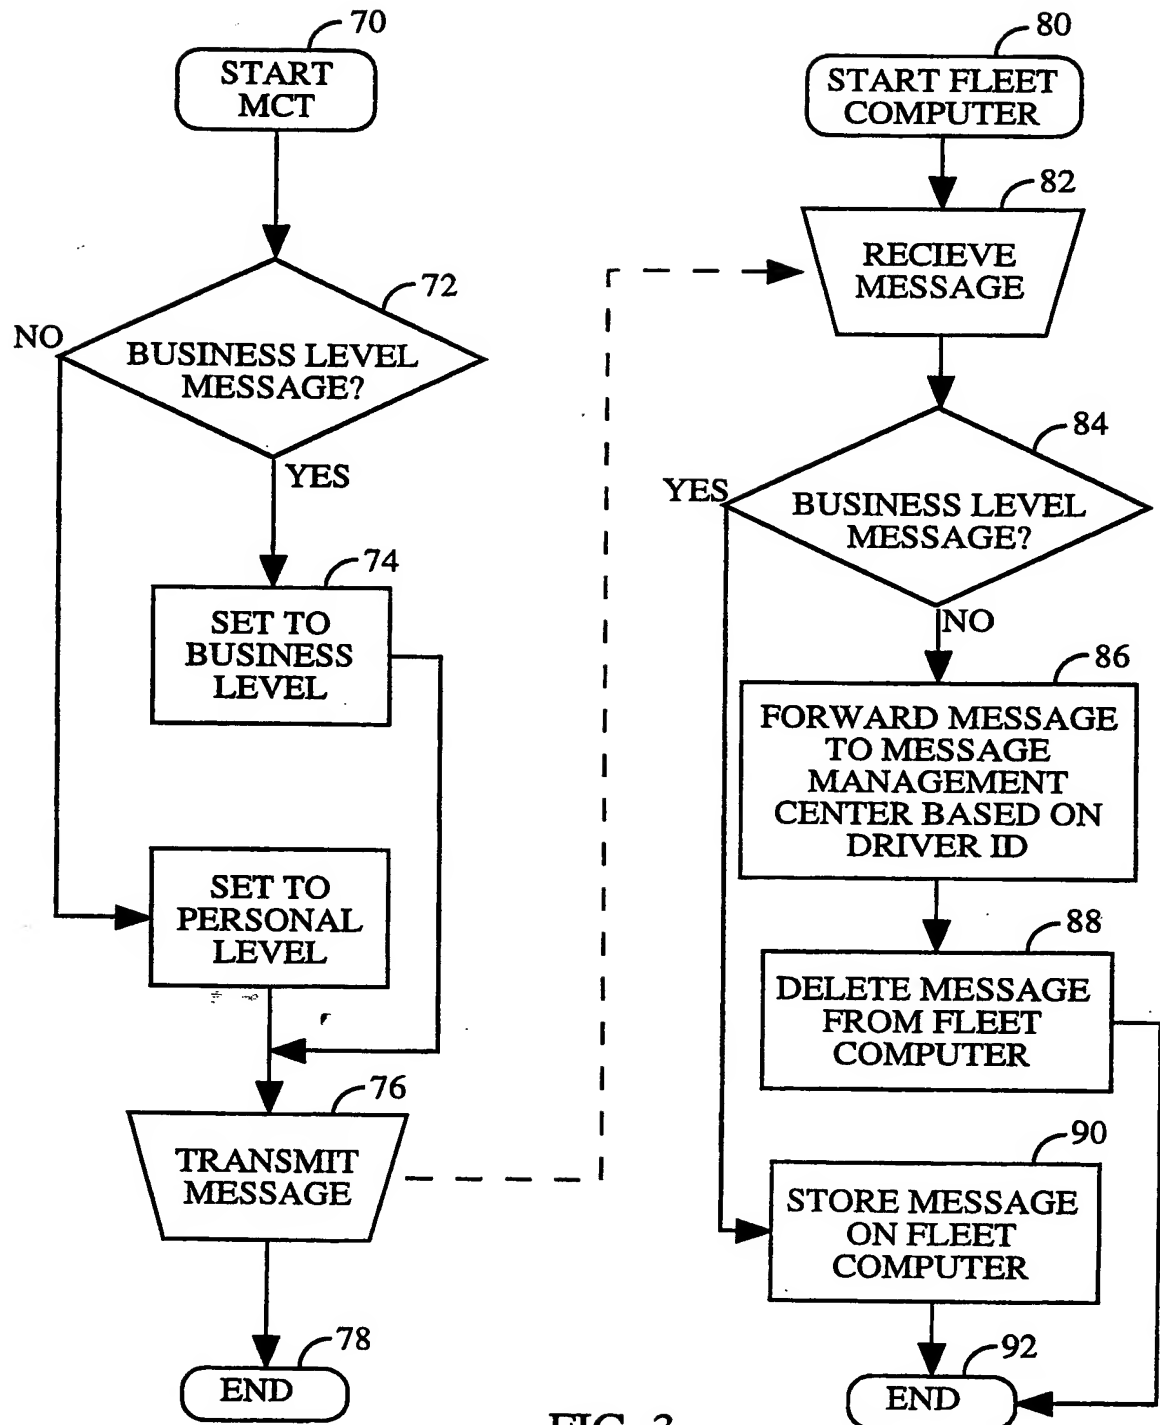 70
START
MCT
72
NO
BUSINESS LEVEL
MESSAGE?
YES
74
SET TO
BUSINESS
LEVEL
SET TO
PERSONAL
LEVEL
76
TRANSMIT
MESSAGE
78
END
80
START FLEET
COMPUTER
82
RECIEVE
MESSAGE
84
YES
BUSINESS LEVEL
MESSAGE?
NO
86
FORWARD MESSAGE
TO MESSAGE
MANAGEMENT
CENTER BASED ON
DRIVER ID
88
DELETE MESSAGE
FROM FLEET
COMPUTER
90
STORE MESSAGE
ON FLEET
COMPUTER
92
END